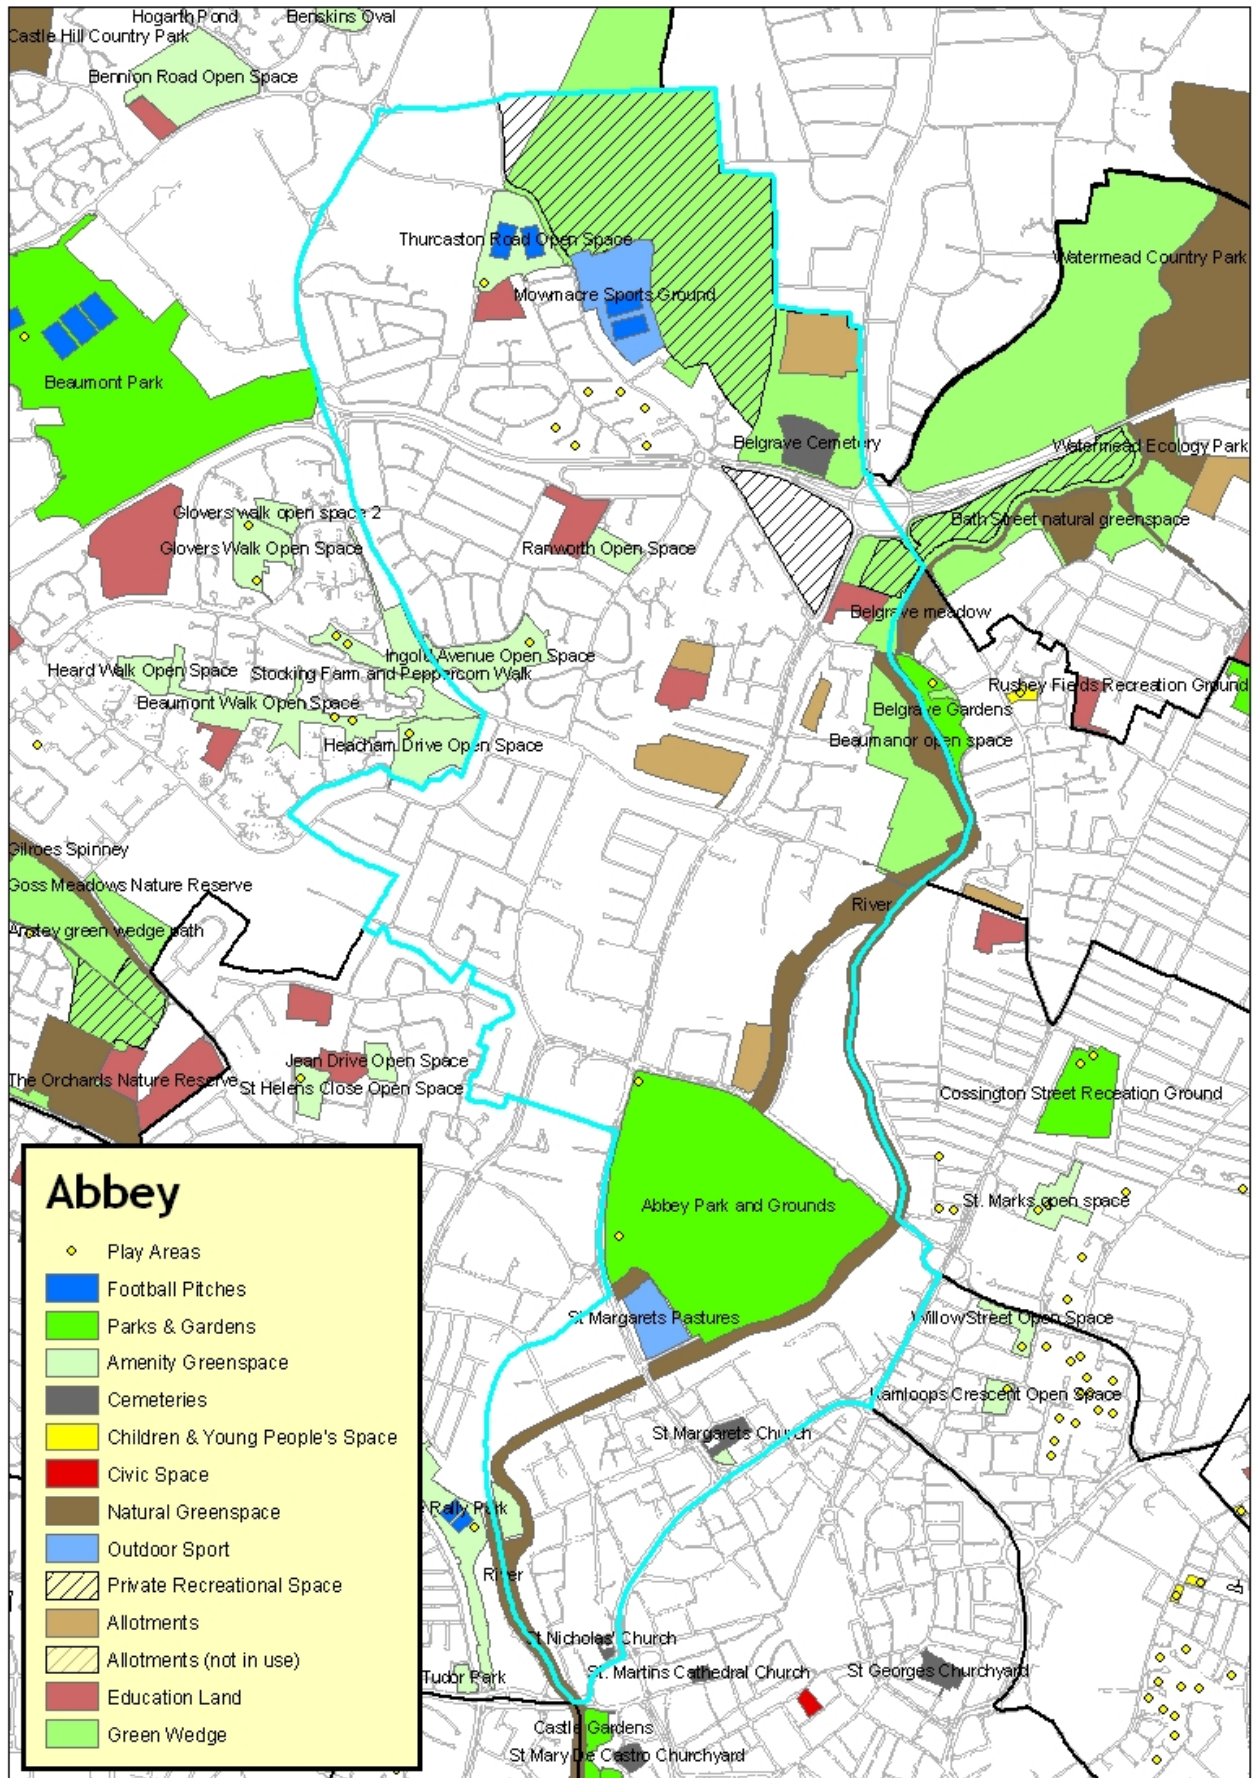 Hogarth Pond
Benskins Oval
Castle Hill Country Park
Bennion Road Open Space
Thurcaston Road Open Space
Watermead Country Park
Mowmacre Sports Ground
Beaumont Park
Belgrave Cemetery
Watermead Ecology Park
Glovers walk open space 2
Bath Street natural greenspace
Glovers Walk Open Space
Ranworth Open Space
Belgrave meadow
Ingold Avenue Open Space
Heard Walk Open Space
Stocking Farm and Peppercorn Walk
Rushey Fields Recreation Ground
Beaumont Walk Open Space
Belgrave Gardens
Headham Drive Open Space
Beaumanor open space
Gilroes Spinney
Goss Meadows Nature Reserve
River
Anstey green wedge path
Jean Drive Open Space
The Orchards Nature Reserve
St Helens Close Open Space
Cossington Street Receation Ground
Abbey Park and Grounds
St. Marks open space
St Margarets Pastures
Willow Street Open Space
Kamloops Crescent Open Space
St Margarets Church
Rally Park
River
St Nicholas' Church
St. Martins Cathedral Church
St Georges Churchyard
Tudor Park
Castle Gardens
St Mary De Castro Churchyard
Abbey
Play Areas
Football Pitches
Parks & Gardens
Amenity Greenspace
Cemeteries
Children & Young People's Space
Civic Space
Natural Greenspace
Outdoor Sport
Private Recreational Space
Allotments
Allotments (not in use)
Education Land
Green Wedge